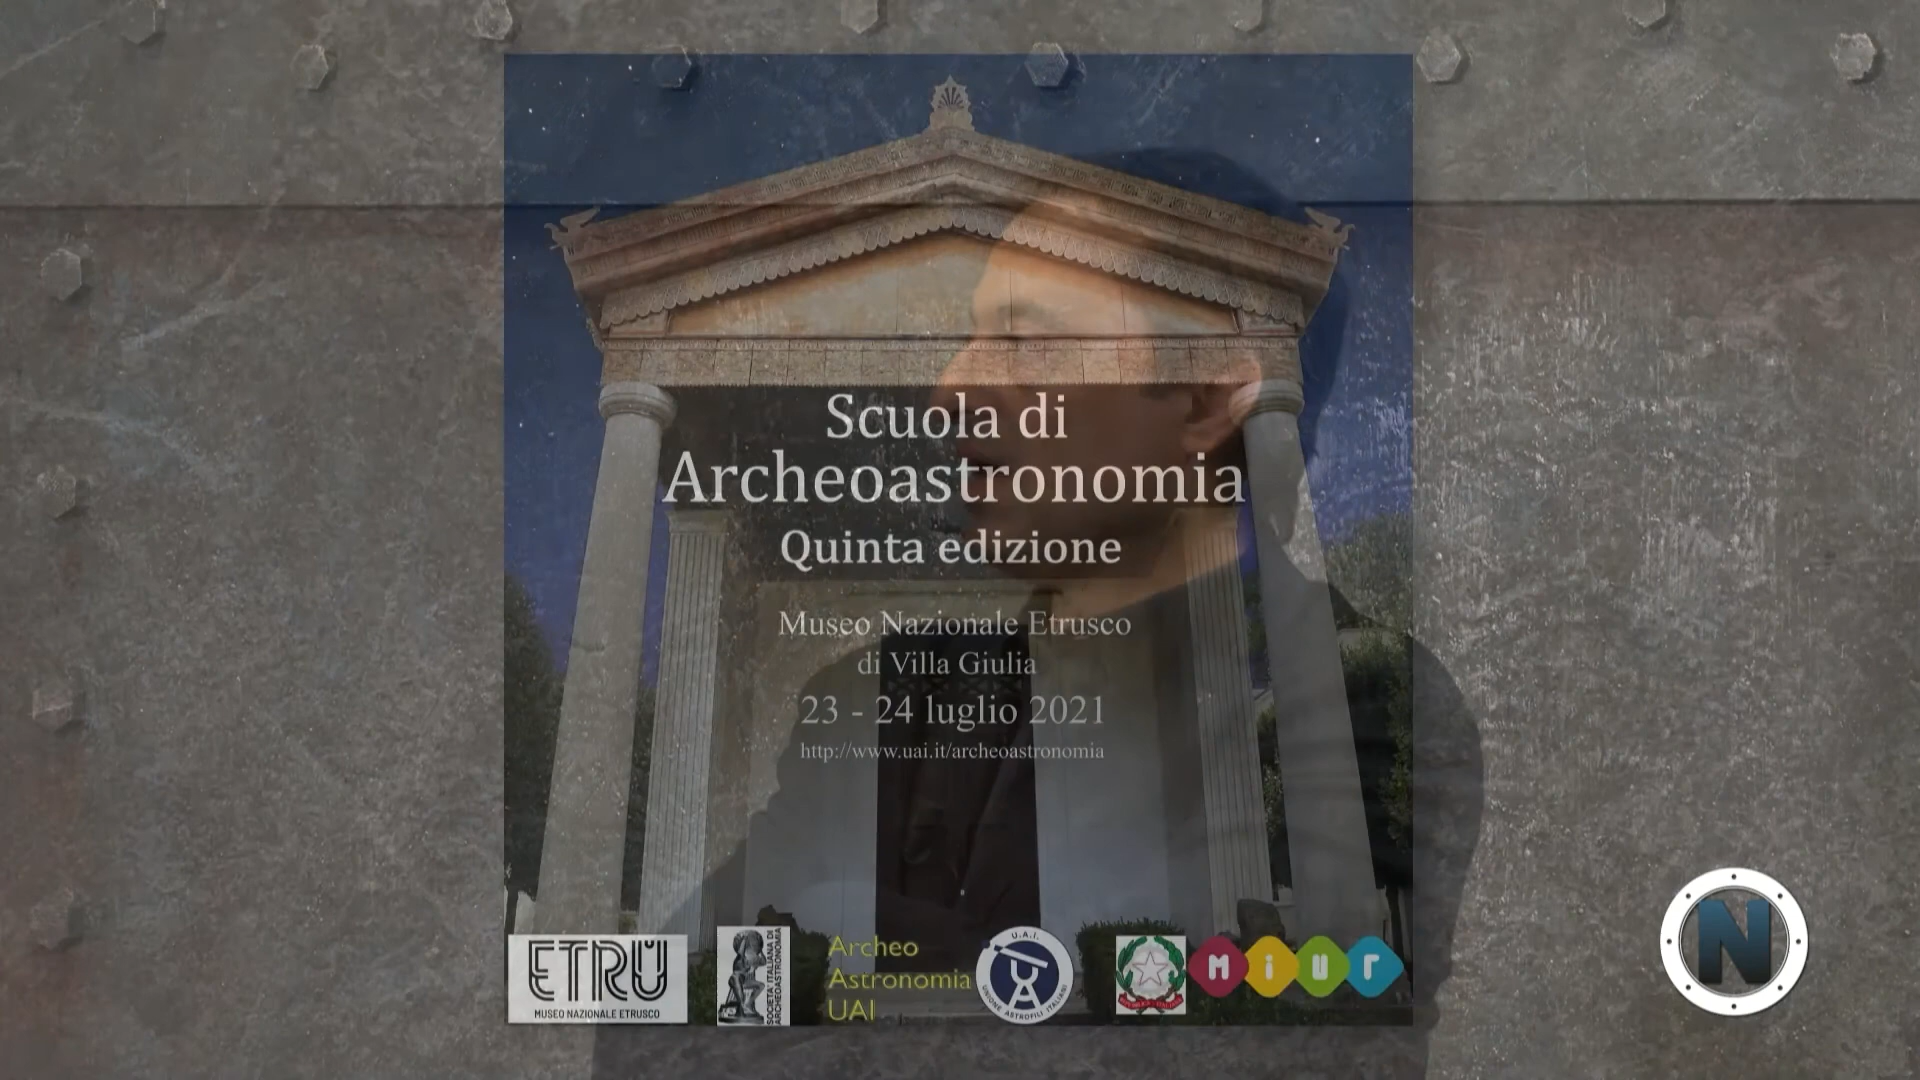 Scuola di
Archeoastronomia
Quinta edizione
Museo Nazionale Etrusco
di Villa Giulia
23 - 24 luglio 2021
http://www.uai.it/archeoastronomia
ETRU
MUSEO NAZIONALE ETRUSCO
SOCIETÀ ITALIANA DI
ARCHEOASTRONOMIA
Archeo
Astronomia
UAI
U.A.I.
UNIONE ASTROFILI ITALIANI
MiUr
N